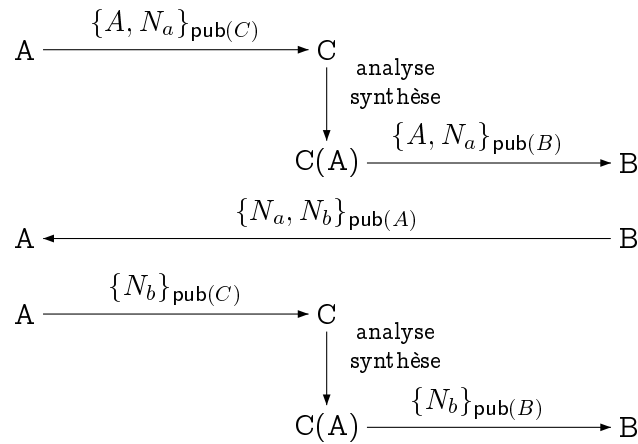 {A, N_a}_pub(C)
A C
analyse
synthèse
{A, N_a}_pub(B)
C(A) B
{N_a, N_b}_pub(A)
A B
{N_b}_pub(C)
A C
analyse
synthèse
{N_b}_pub(B)
C(A) B